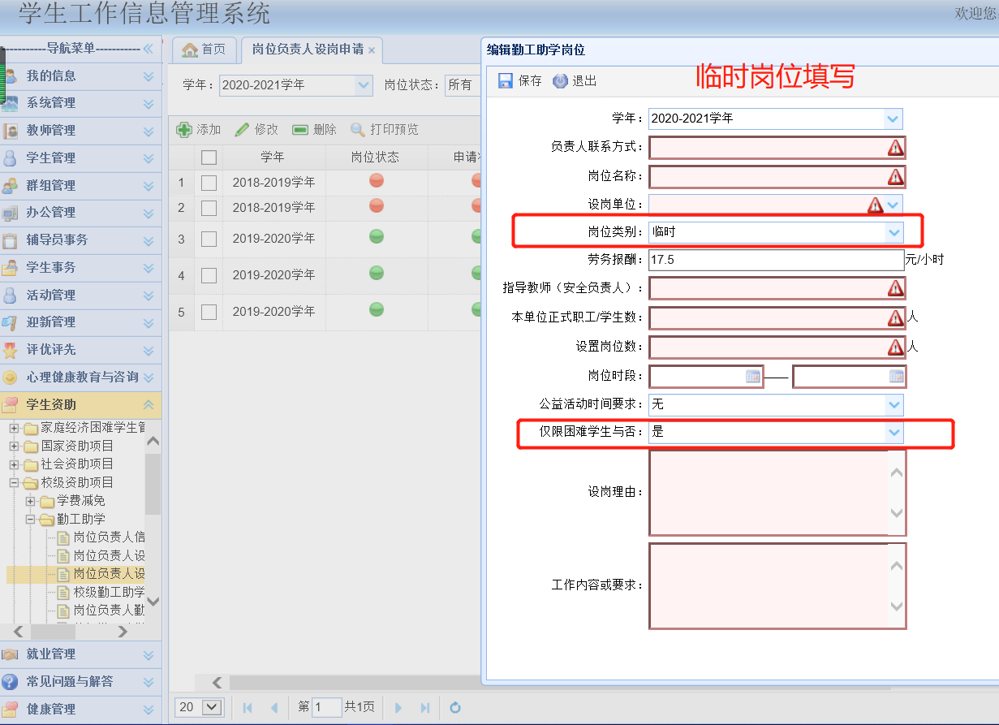 学生工作信息管理系统
欢迎您
-----------导航菜单-----------
我的信息
系统管理
教师管理
学生管理
群组管理
办公管理
辅导员事务
学生事务
活动管理
迎新管理
评优评先
心理健康教育与咨询
学生资助
家庭经济困难学生管
国家资助项目
社会资助项目
校级资助项目
学费减免
勤工助学
岗位负责人信
岗位负责人设
岗位负责人设
校级勤工助学
岗位负责人勤
就业管理
常见问题与解答
健康管理
首页 岗位负责人设岗申请
学年： 2020-2021学年 岗位状态： 所有
添加 修改 删除 打印预览
学年 岗位状态 申请
1 2018-2019学年
2 2018-2019学年
3 2019-2020学年
4 2019-2020学年
5 2019-2020学年
20 第 1 共1页
编辑勤工助学岗位
保存 退出
临时岗位填写
学年： 2020-2021学年
负责人联系方式：
岗位名称：
设岗单位：
岗位类别： 临时
劳务报酬： 17.5 元/小时
指导教师（安全负责人）：
本单位正式职工/学生数： 人
设置岗位数： 人
岗位时段： ——
公益活动时间要求： 无
仅限困难学生与否： 是
设岗理由：
工作内容或要求：